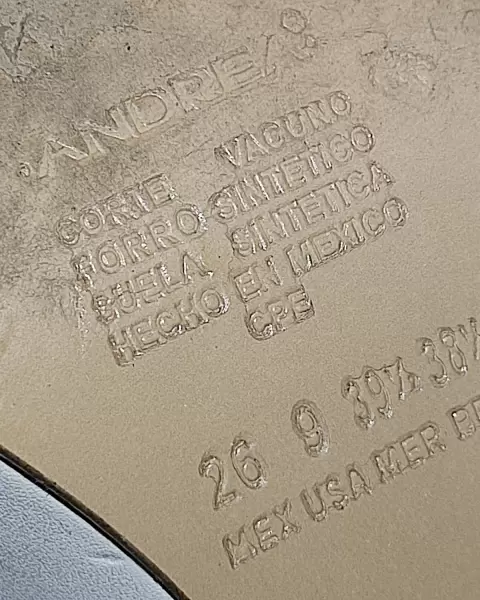 ANDREA®
CORTE VACUNO
FORRO SINTETICO
SUELA SINTETICA
HECHO EN MEXICO
CPE
26 9 39½ 38½
MEX USA MER